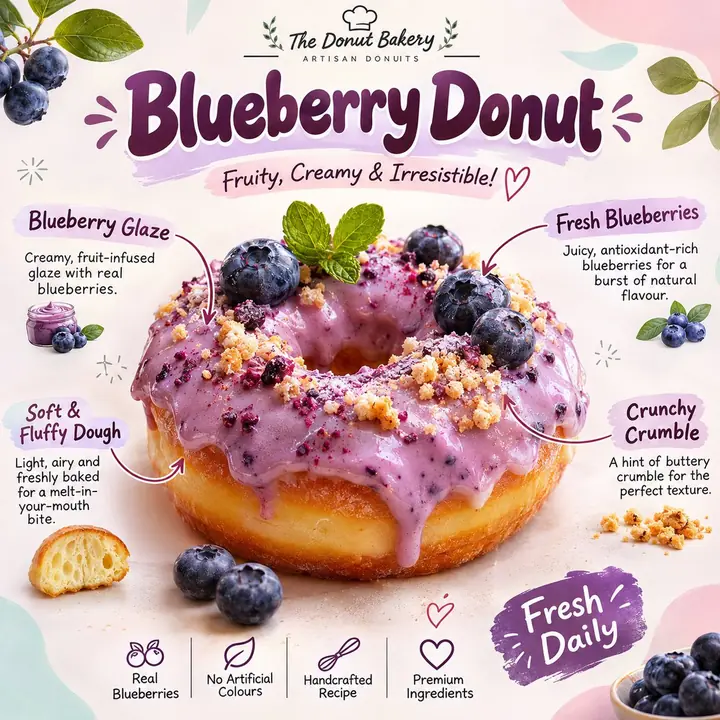 The Donut Bakery
ARTISAN DONUITS
Blueberry Donut
Fruity, Creamy & Irresistible!
Blueberry Glaze
Creamy, fruit-infused
glaze with real
blueberries.
Fresh Blueberries
Juicy, antioxidant-rich
blueberries for a
burst of natural
flavour.
Soft &
Fluffy Dough
Light, airy and
freshly baked
for a melt-in-
your-mouth
bite.
Crunchy
Crumble
A hint of buttery
crumble for the
perfect texture.
Fresh
Daily
Real
Blueberries
No Artificial
Colours
Handcrafted
Recipe
Premium
Ingredients